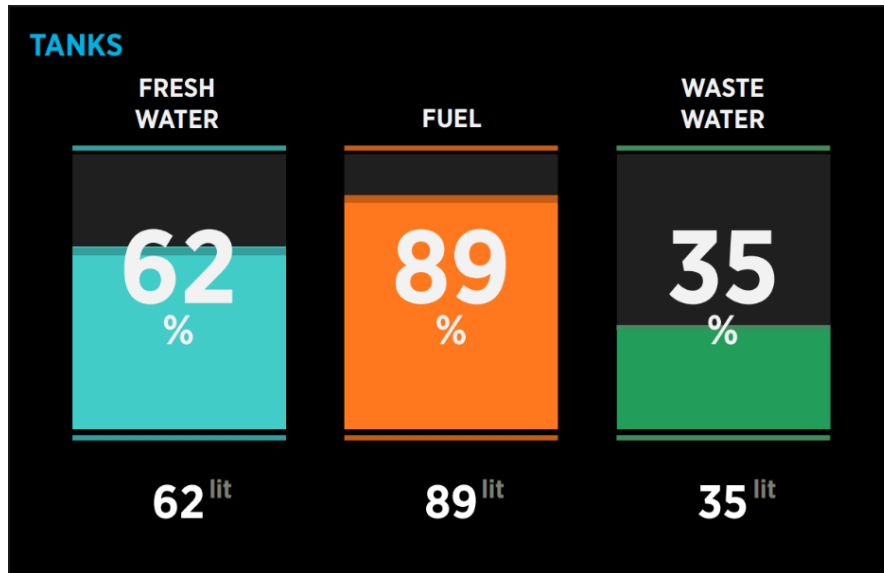 TANKS
FRESH
WATER
FUEL
WASTE
WATER
62
%
89
%
35
%
62 lit
89 lit
35 lit